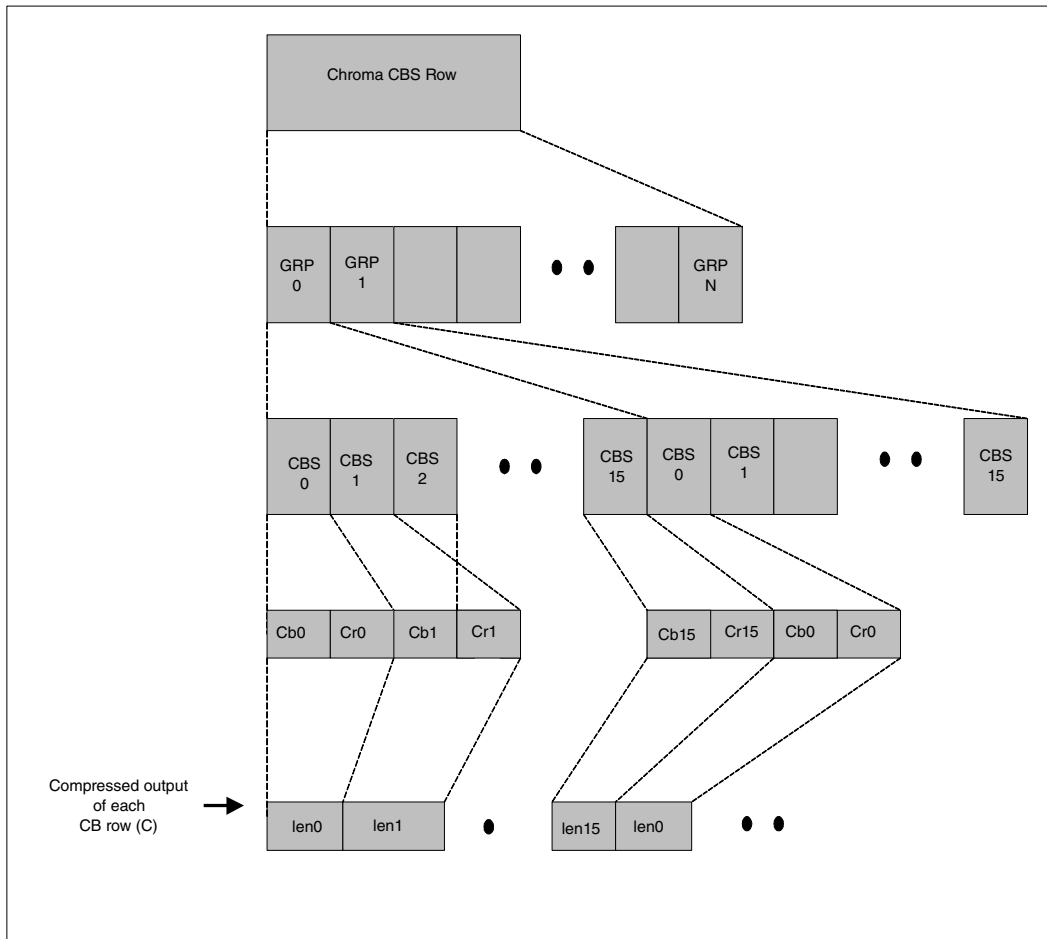 Chroma CBS Row
GRP
0
GRP
1
GRP
N
CBS
0
CBS
1
CBS
2
CBS
15
CBS
0
CBS
1
CBS
15
Cb0
Cr0
Cb1
Cr1
Cb15
Cr15
Cb0
Cr0
Compressed output
of each
CB row (C)
len0
len1
len15
len0